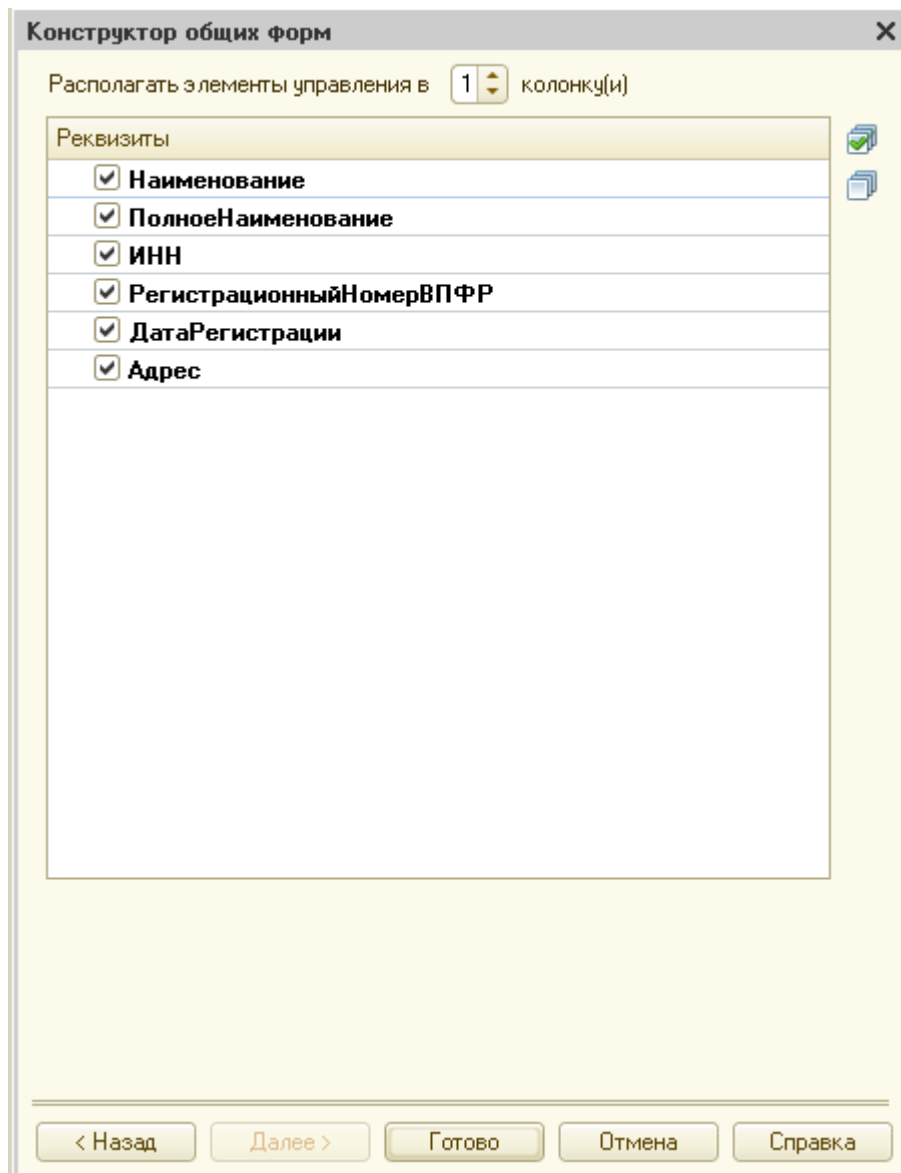 Конструктор общих форм
Располагать элементы управления в 1 колонку(и)
Реквизиты
Наименование
ПолноеНаименование
ИНН
РегистрационныйНомерВПФР
ДатаРегистрации
Адрес
< Назад Далее > Готово Отмена Справка